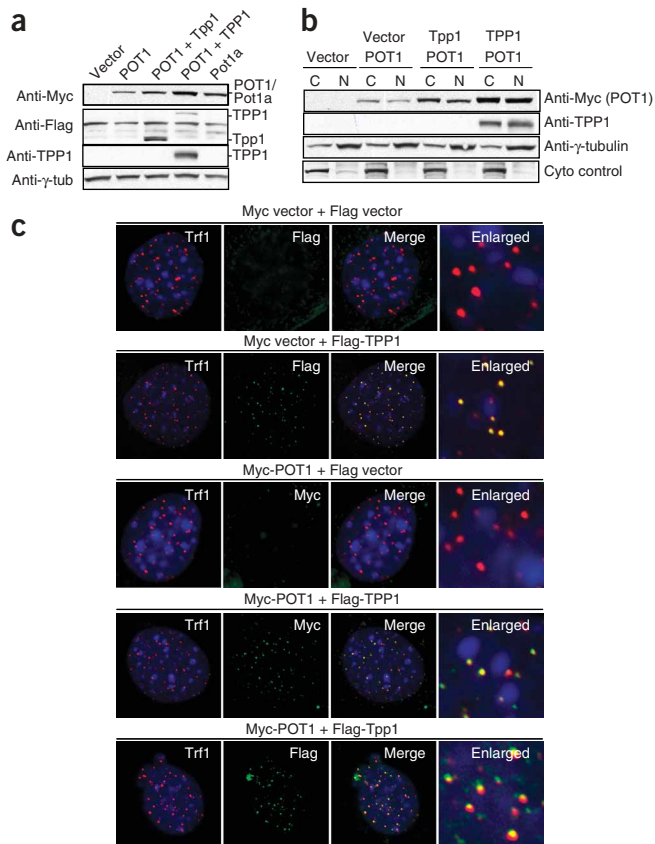 a
Vector
POT1
POT1 + Tpp1
POT1 + TPP1
Pot1a
Anti-Myc
POT1/
Pot1a
Anti-Flag
TPP1
Tpp1
Anti-TPP1
TPP1
Anti-γ-tub
b
Vector Tpp1 TPP1
Vector POT1 POT1 POT1
C N C N C N C N
Anti-Myc (POT1)
Anti-TPP1
Anti-γ-tubulin
Cyto control
c
Myc vector + Flag vector
Trf1 Flag Merge Enlarged
Myc vector + Flag-TPP1
Trf1 Flag Merge Enlarged
Myc-POT1 + Flag vector
Trf1 Myc Merge Enlarged
Myc-POT1 + Flag-TPP1
Trf1 Myc Merge Enlarged
Myc-POT1 + Flag-Tpp1
Trf1 Flag Merge Enlarged